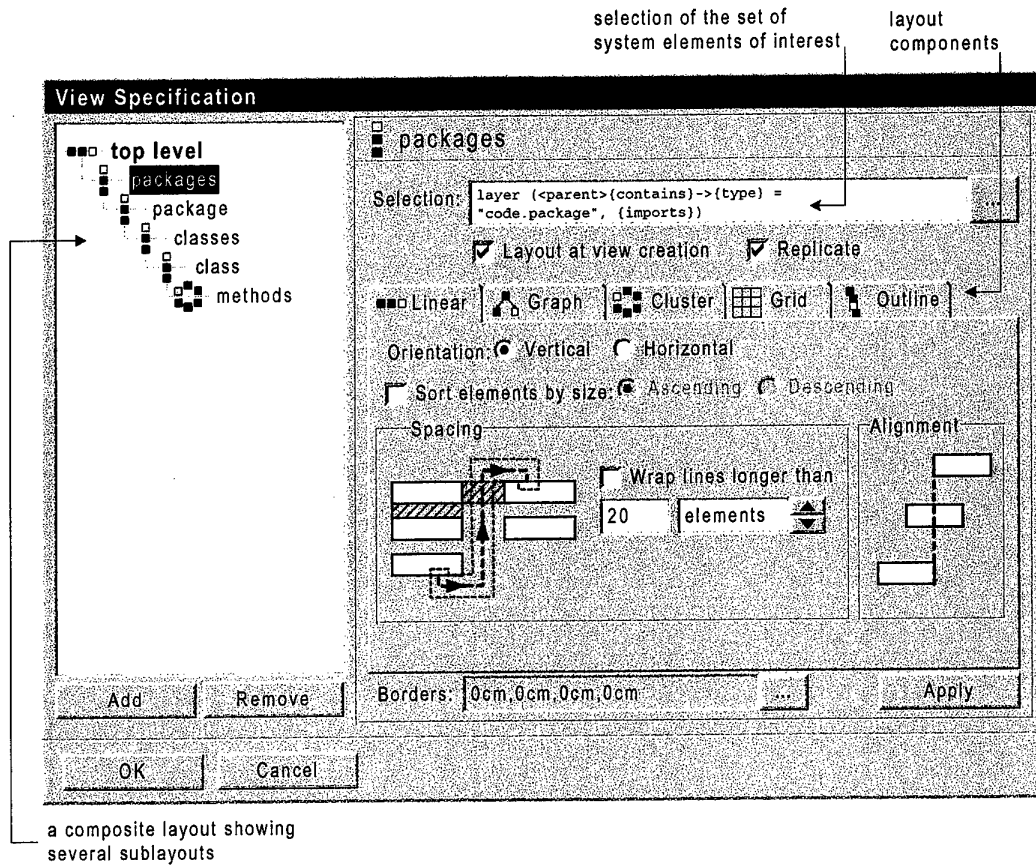 selection of the set of
system elements of interest
layout
components
View Specification
top level
packages
package
classes
class
methods
packages
Selection:
layer (<parent>{contains}->{type} =
"code.package", {imports})
...
Layout at view creation
Replicate
Linear
Graph
Cluster
Grid
Outline
Orientation:
Vertical
Horizontal
Sort elements by size:
Ascending
Descending
Spacing
Wrap lines longer than
20
elements
Alignment
Add
Remove
Borders:
0cm,0cm,0cm,0cm
...
Apply
OK
Cancel
a composite layout showing
several sublayouts